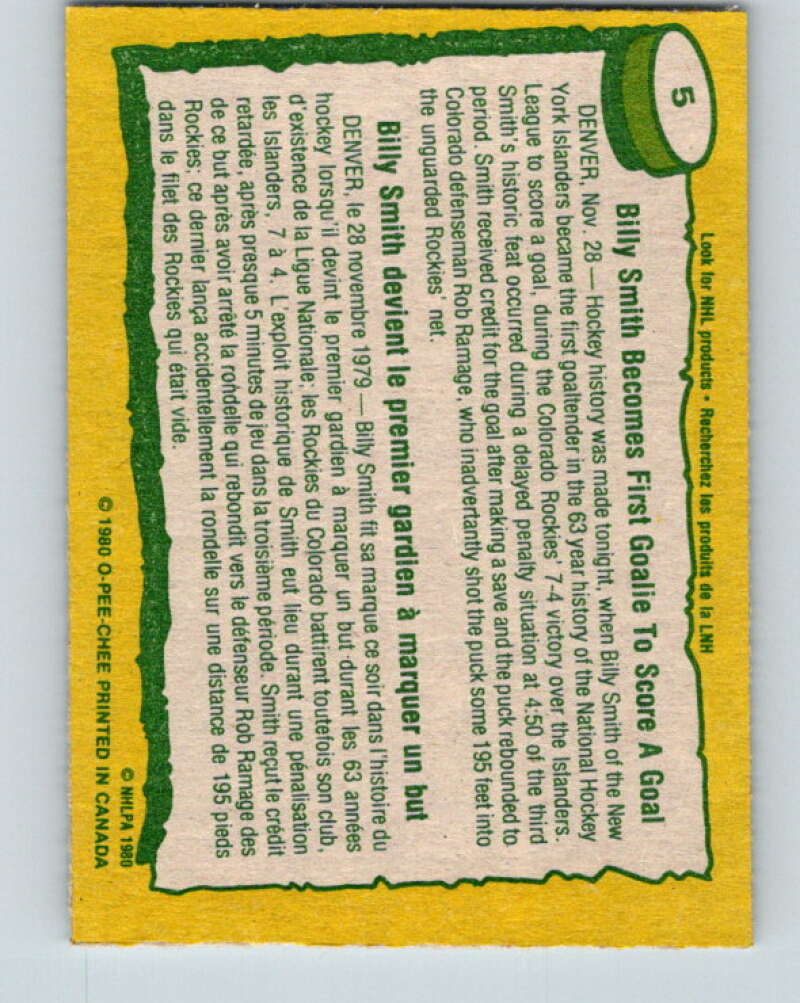 5
Look for NHL products • Recherchez les produits de la LNH
Billy Smith Becomes First Goalie To Score A Goal
DENVER, Nov. 28 — Hockey history was made tonight, when Billy Smith of the New
York Islanders became the first goaltender in the 63 year history of the National Hockey
League to score a goal, during the Colorado Rockies' 7-4 victory over the Islanders.
Smith's historic feat occurred during a delayed penalty situation at 4:50 of the third
period. Smith received credit for the goal after making a save and the puck rebounded to
Colorado defenseman Rob Ramage, who inadvertantly shot the puck some 195 feet into
the unguarded Rockies' net.
Billy Smith devient le premier gardien à marquer un but
DENVER, le 28 novembre 1979 — Billy Smith fit sa marque ce soir dans l'histoire du
hockey lorsqu'il devint le premier gardien à marquer un but durant les 63 années
d'existence de la Ligue Nationale; les Rockies du Colorado battirent toutefois son club,
les Islanders, 7 à 4. L'exploit historique de Smith eut lieu durant une pénalisation
retardée, après presque 5 minutes de jeu dans la troisième période. Smith reçut le crédit
de ce but après avoir arrêté la rondelle qui rebondit vers le défenseur Rob Ramage des
Rockies; ce dernier lança accidentellement la rondelle sur une distance de 195 pieds
dans le filet des Rockies qui était vide.
© NHLPA 1980
© 1980 O-PEE-CHEE PRINTED IN CANADA